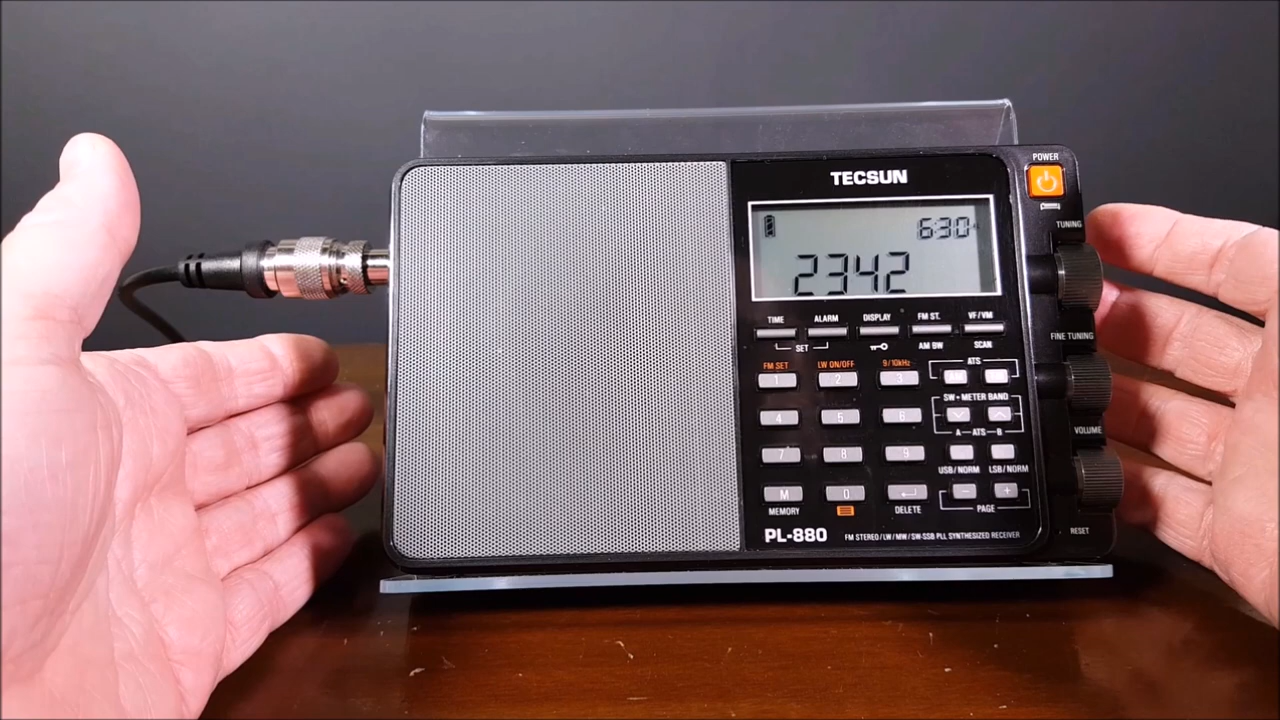 POWER
TECSUN
TUNING
6:30
2342
TIME ALARM DISPLAY FM ST. VF/VM
SET AM BW SCAN
FINE TUNING
FM SET LW ON/OFF 9/10kHz ATS
1 2 3
SW - METER BAND
4 5 6
A - ATS - B
VOLUME
7 8 9
USB/NORM LSB/NORM
M 0 - +
MEMORY DELETE PAGE
RESET
PL-880 FM STEREO/LW/MW/SW-SSB PLL SYNTHESIZED RECEIVER